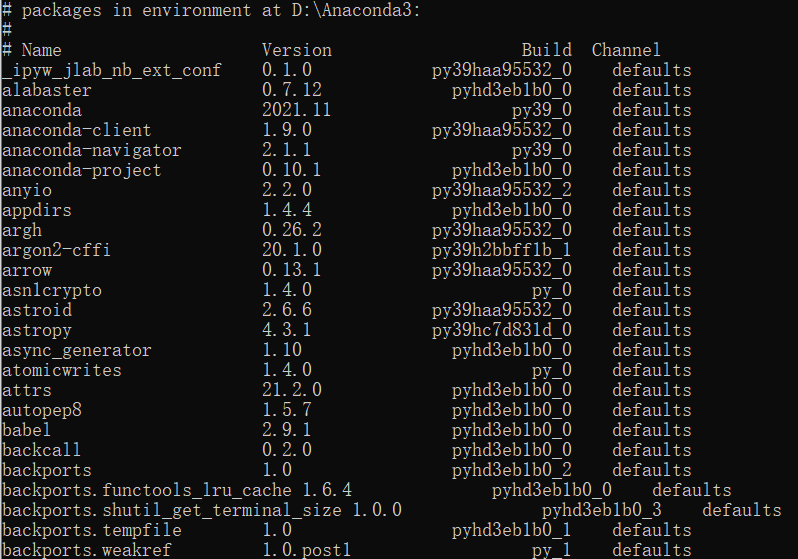 # packages in environment at D:\Anaconda3:
#
# Name                    Version                   Build  Channel
_ipyw_jlab_nb_ext_conf    0.1.0            py39haa95532_0    defaults
alabaster                 0.7.12             pyhd3eb1b0_0    defaults
anaconda                  2021.11                  py39_0    defaults
anaconda-client           1.9.0            py39haa95532_0    defaults
anaconda-navigator        2.1.1                    py39_0    defaults
anaconda-project          0.10.1             pyhd3eb1b0_0    defaults
anyio                     2.2.0            py39haa95532_2    defaults
appdirs                   1.4.4              pyhd3eb1b0_0    defaults
argh                      0.26.2           py39haa95532_0    defaults
argon2-cffi               20.1.0           py39h2bbff1b_1    defaults
arrow                     0.13.1           py39haa95532_0    defaults
asn1crypto                1.4.0                      py_0    defaults
astroid                   2.6.6            py39haa95532_0    defaults
astropy                   4.3.1            py39hc7d831d_0    defaults
async_generator           1.10               pyhd3eb1b0_0    defaults
atomicwrites              1.4.0                      py_0    defaults
attrs                     21.2.0             pyhd3eb1b0_0    defaults
autopep8                  1.5.7              pyhd3eb1b0_0    defaults
babel                     2.9.1              pyhd3eb1b0_0    defaults
backcall                  0.2.0              pyhd3eb1b0_0    defaults
backports                 1.0                pyhd3eb1b0_2    defaults
backports.functools_lru_cache 1.6.4              pyhd3eb1b0_0    defaults
backports.shutil_get_terminal_size 1.0.0              pyhd3eb1b0_3    defaults
backports.tempfile        1.0                pyhd3eb1b0_1    defaults
backports.weakref         1.0.post1                  py_1    defaults